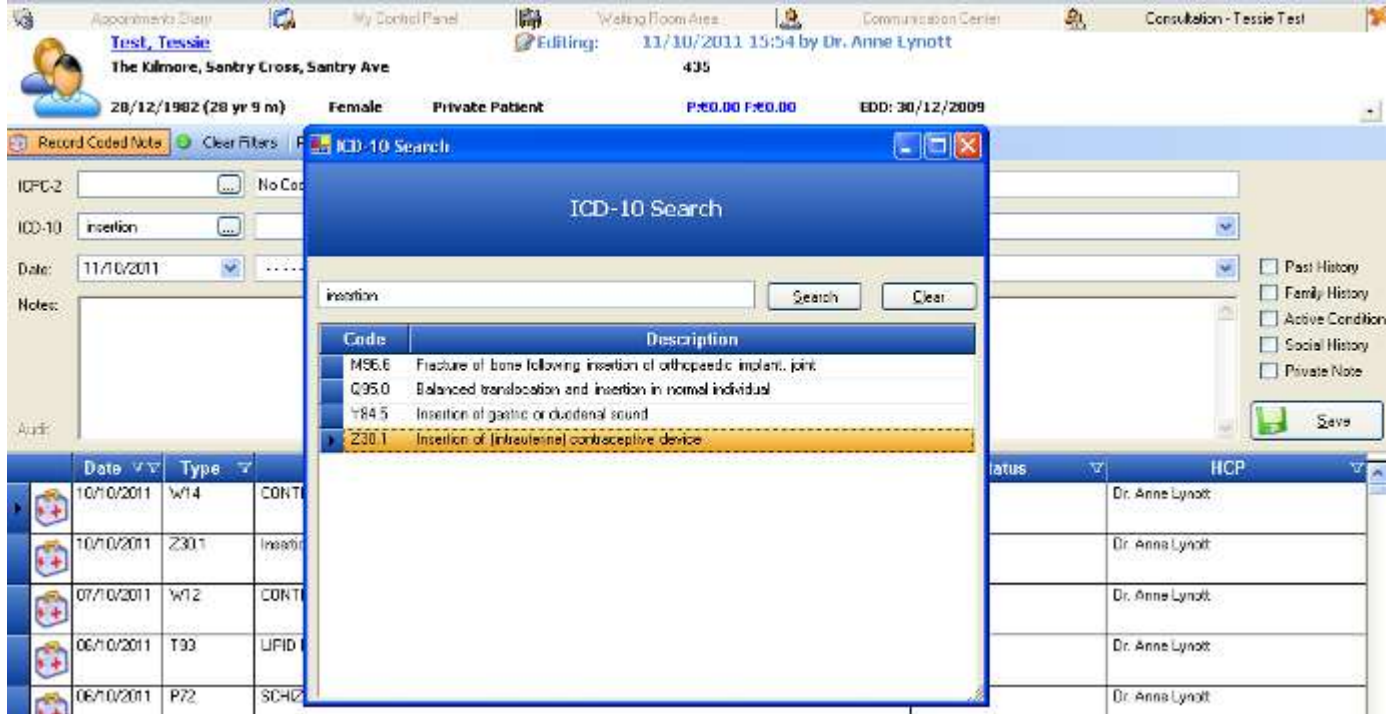 Appointments Diary My Control Panel Waiting Room Area Communication Center Consultation - Tessie Test
Test, Tessie Editing: 11/10/2011 15:54 by Dr. Anne Lynott
The Kilmore, Santry Cross, Santry Ave 435
28/12/1982 (28 yr 9 m) Female Private Patient P:€0.00 F:€0.00 EDD: 30/12/2009
Record Coded Note Clear Filters
ICD-10 Search
ICPC-2 ...
ICD-10 Search
ICD-10 insertion ...
Date: 11/10/2011 Past History
insertion Search Clear
Notes: Family History
Active Condition
Code Description
Social History
M96.6 Fracture of bone following insertion of orthopaedic implant, joint
Private Note
Q95.0 Balanced translocation and insertion in normal individual
Y84.5 Insertion of gastric or duodenal sound
Audit Save
Z30.1 Insertion of (intrauterine) contraceptive device
Date Type HCP
10/10/2011 W14 Dr. Anne Lynott
10/10/2011 Z30.1 Dr. Anne Lynott
07/10/2011 W12 Dr. Anne Lynott
06/10/2011 T93 LIPID Dr. Anne Lynott
06/10/2011 P72 Dr. Anne Lynott